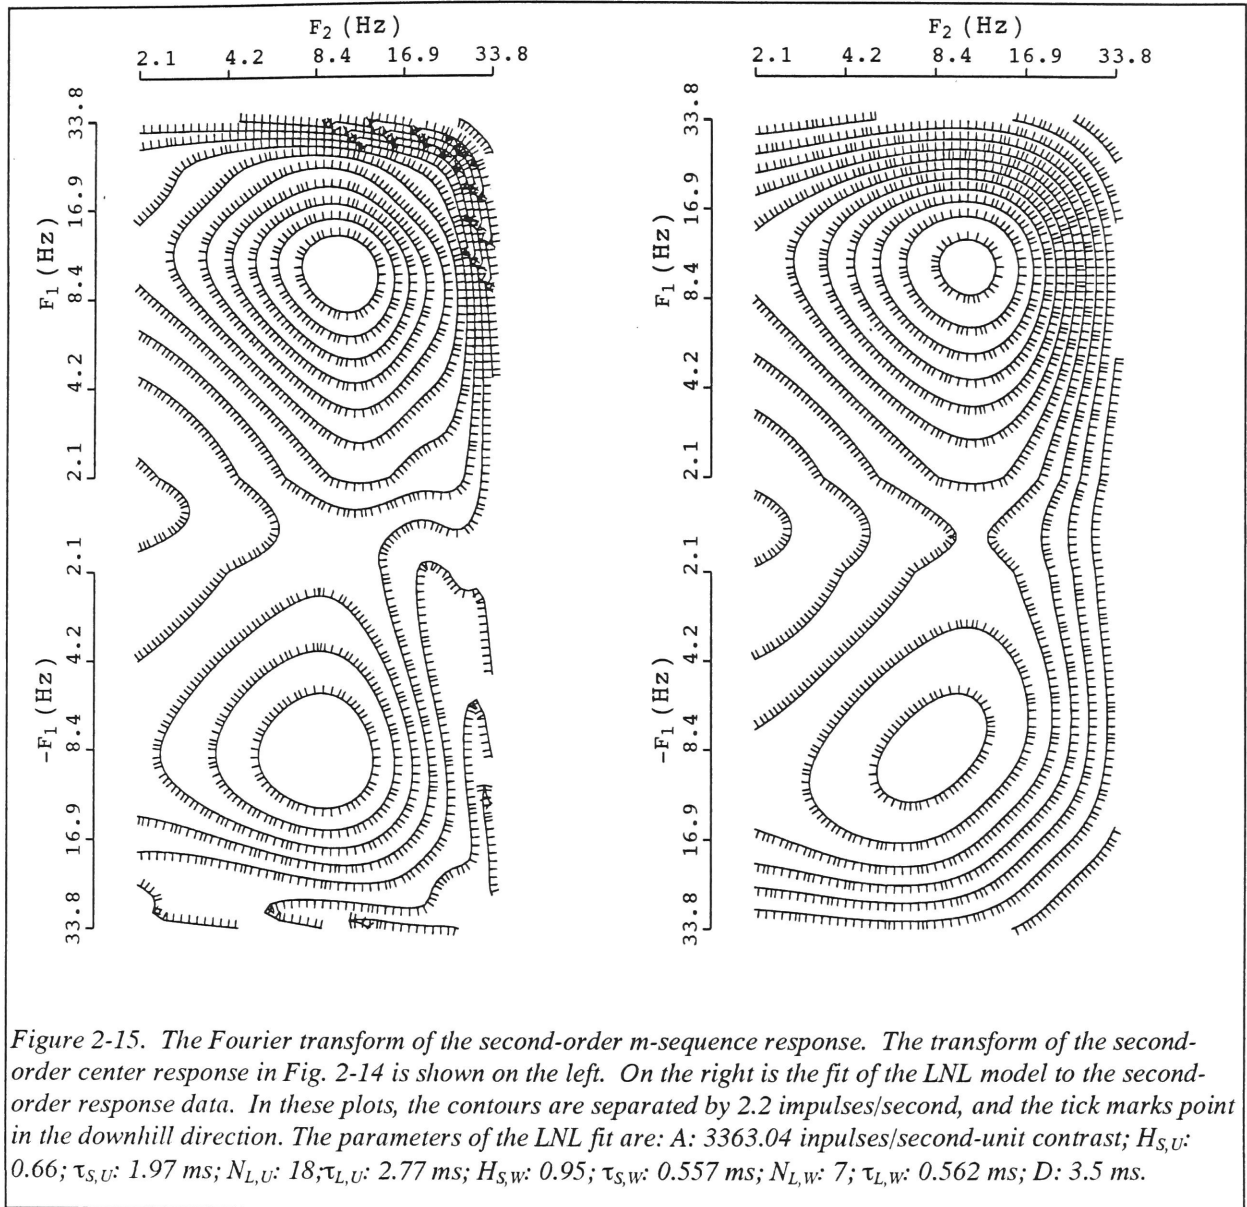 F2 (Hz)
2.1 4.2 8.4 16.9 33.8
F1 (Hz)
33.8
16.9
8.4
4.2
2.1
-F1 (Hz)
2.1
4.2
8.4
16.9
33.8
F2 (Hz)
2.1 4.2 8.4 16.9 33.8
F1 (Hz)
33.8
16.9
8.4
4.2
2.1
-F1 (Hz)
2.1
4.2
8.4
16.9
33.8
Figure 2-15. The Fourier transform of the second-order m-sequence response. The transform of the second-
order center response in Fig. 2-14 is shown on the left. On the right is the fit of the LNL model to the second-
order response data. In these plots, the contours are separated by 2.2 impulses/second, and the tick marks point
in the downhill direction. The parameters of the LNL fit are: A: 3363.04 inpulses/second-unit contrast; HS,U:
0.66; τS,U: 1.97 ms; NL,U: 18;τL,U: 2.77 ms; HS,W: 0.95; τS,W: 0.557 ms; NL,W: 7; τL,W: 0.562 ms; D: 3.5 ms.